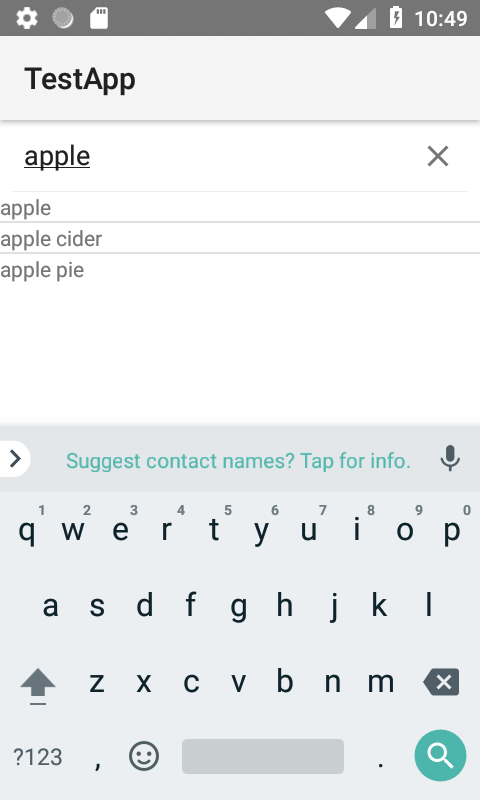 10:49
TestApp
apple
apple
apple cider
apple pie
Suggest contact names? Tap for info.
1 2 3 4 5 6 7 8 9 0
q w e r t y u i o p
a s d f g h j k l
z x c v b n m
?123 , .